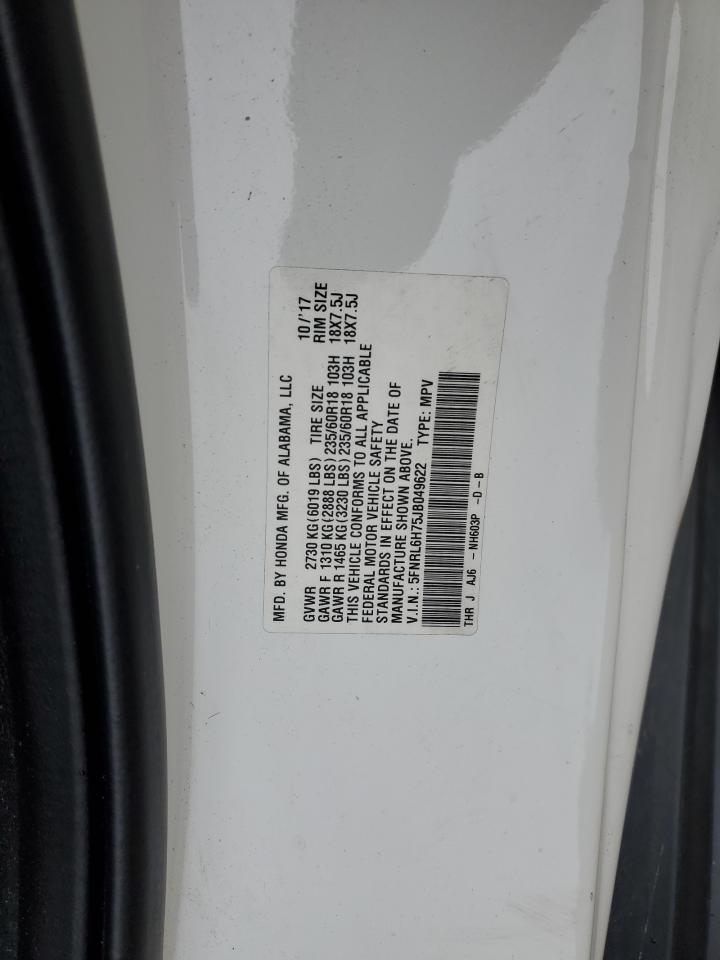 MFD. BY HONDA MFG. OF ALABAMA, LLC 10/'17
GVWR 2730 KG(6019 LBS) TIRE SIZE RIM SIZE
GAWR F 1310 KG(2888 LBS) 235/60R18 103H 18X7.5J
GAWR R 1465 KG(3230 LBS) 235/60R18 103H 18X7.5J
THIS VEHICLE CONFORMS TO ALL APPLICABLE
FEDERAL MOTOR VEHICLE SAFETY
STANDARDS IN EFFECT ON THE DATE OF
MANUFACTURE SHOWN ABOVE.
V.I.N.: 5FNRL6H75JB049622 TYPE: MPV
THR J AJ6 - NH603P -D-B